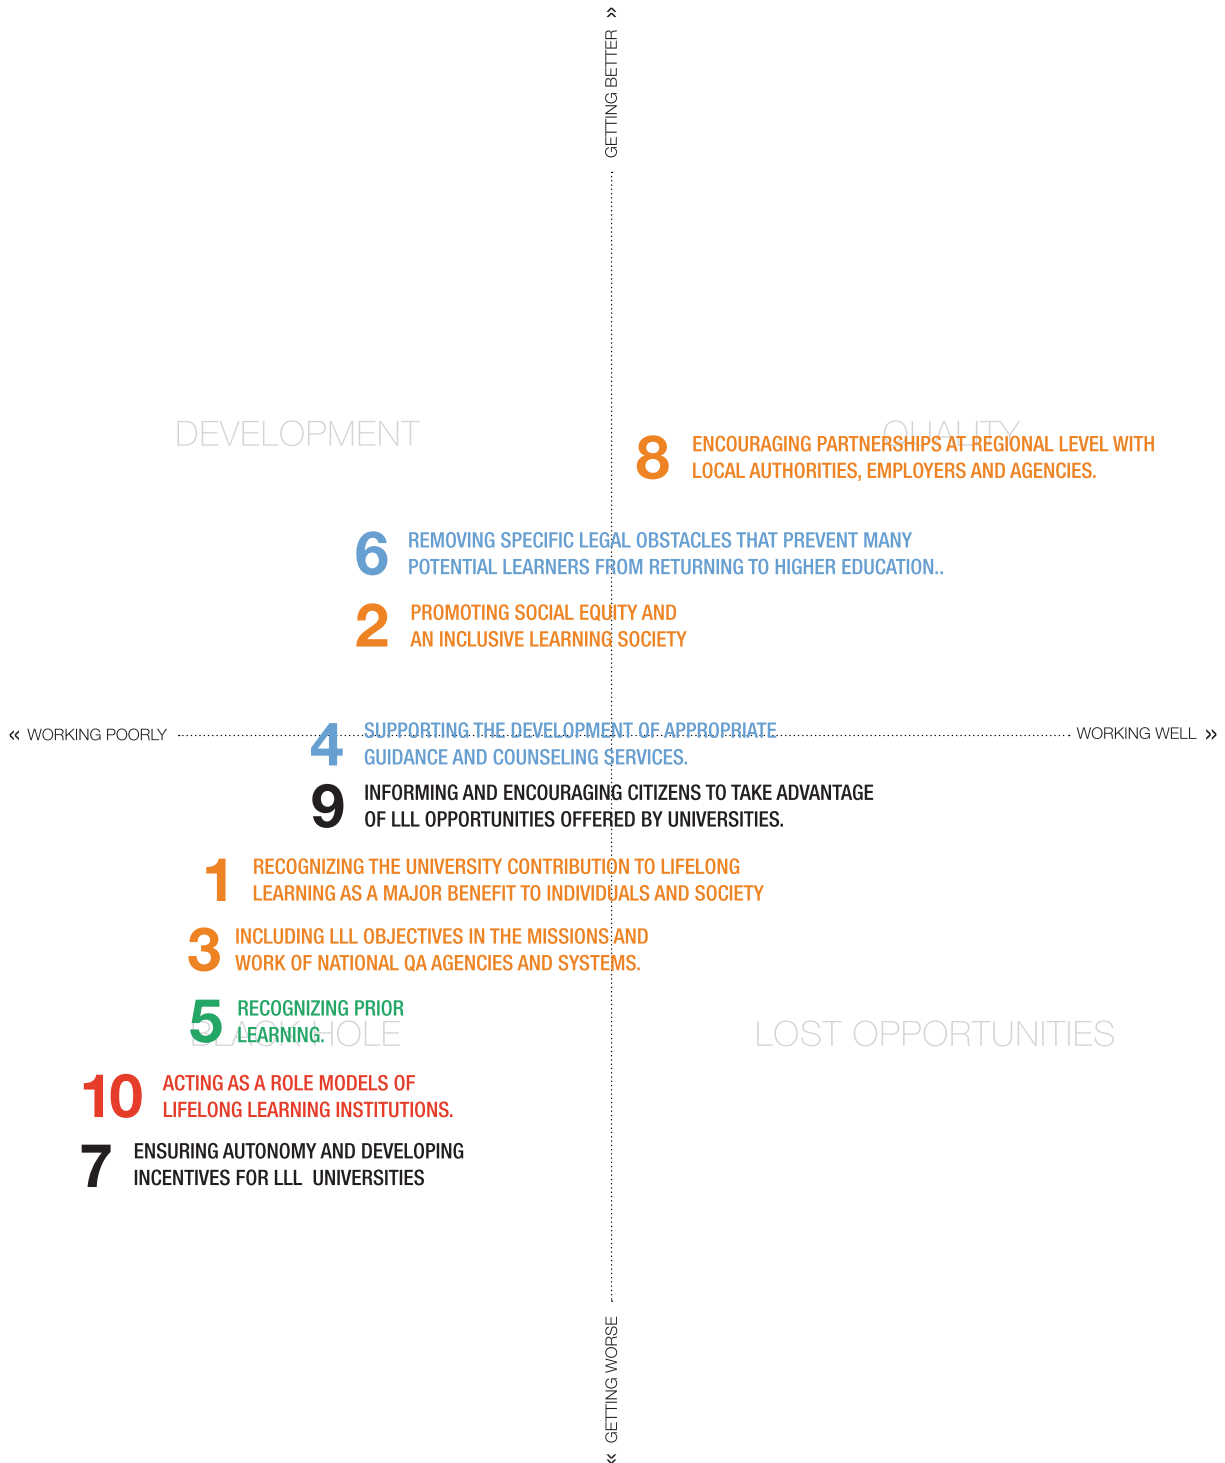 » GETTING BETTER
DEVELOPMENT
QUALITY
8 ENCOURAGING PARTNERSHIPS AT REGIONAL LEVEL WITH
LOCAL AUTHORITIES, EMPLOYERS AND AGENCIES.
6 REMOVING SPECIFIC LEGAL OBSTACLES THAT PREVENT MANY
POTENTIAL LEARNERS FROM RETURNING TO HIGHER EDUCATION..
2 PROMOTING SOCIAL EQUITY AND
AN INCLUSIVE LEARNING SOCIETY
« WORKING POORLY
WORKING WELL »
4 SUPPORTING THE DEVELOPMENT OF APPROPRIATE
GUIDANCE AND COUNSELING SERVICES.
9 INFORMING AND ENCOURAGING CITIZENS TO TAKE ADVANTAGE
OF LLL OPPORTUNITIES OFFERED BY UNIVERSITIES.
1 RECOGNIZING THE UNIVERSITY CONTRIBUTION TO LIFELONG
LEARNING AS A MAJOR BENEFIT TO INDIVIDUALS AND SOCIETY
3 INCLUDING LLL OBJECTIVES IN THE MISSIONS AND
WORK OF NATIONAL QA AGENCIES AND SYSTEMS.
5 RECOGNIZING PRIOR
LEARNING.
BLACK HOLE
LOST OPPORTUNITIES
10 ACTING AS A ROLE MODELS OF
LIFELONG LEARNING INSTITUTIONS.
7 ENSURING AUTONOMY AND DEVELOPING
INCENTIVES FOR LLL UNIVERSITIES
« GETTING WORSE